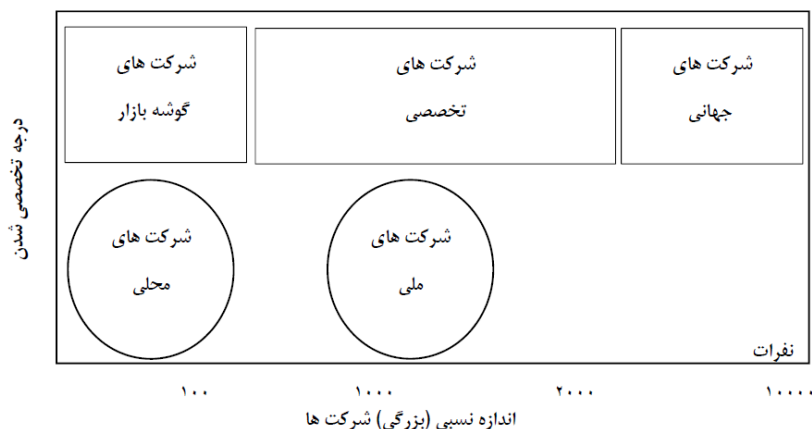 شرکت های
جهانی
شرکت های
تخصصی
شرکت های
گوشه بازار
شرکت های
ملی
شرکت های
محلی
درجه تخصصی شدن
نفرات
۱۰۰
۱۰۰۰
۲۰۰۰
۱۰۰۰۰
اندازه نسبی (بزرگی) شرکت ها